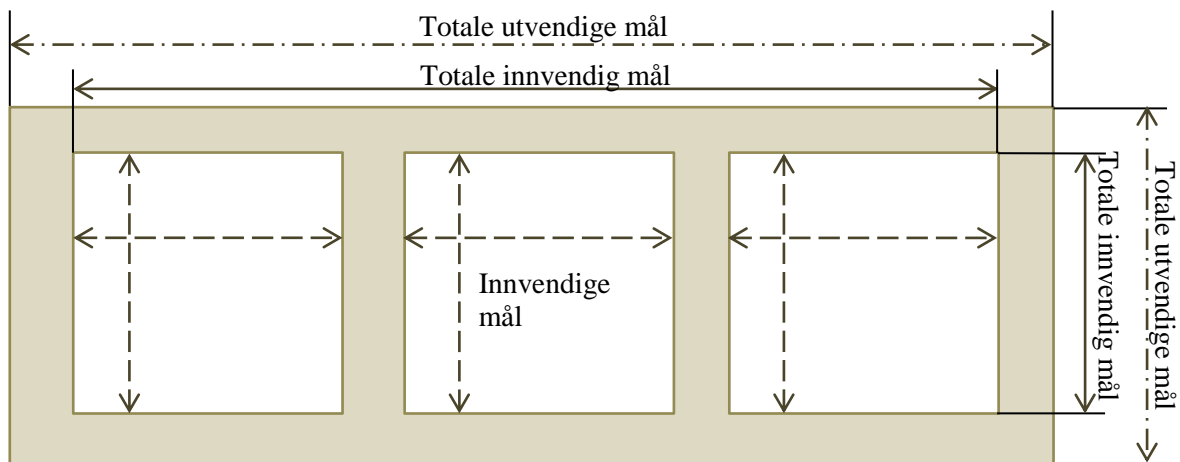 Totale utvendige mål
Totale innvendig mål
Innvendige
mål
Totale innvendig mål
Totale utvendige mål